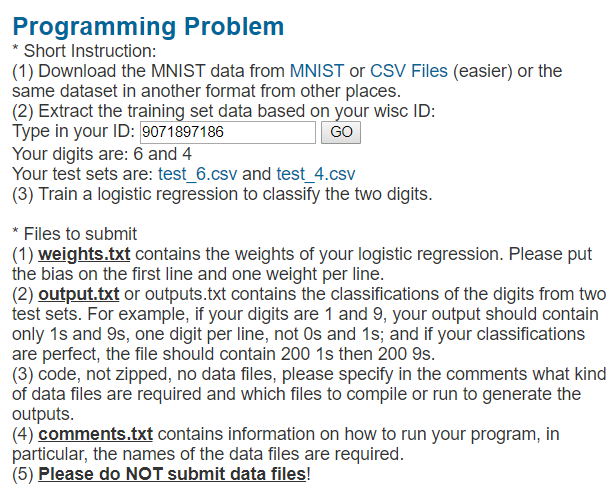 Programming Problem
* Short Instruction:
(1) Download the MNIST data from MNIST or CSV Files (easier) or the
same dataset in another format from other places.
(2) Extract the training set data based on your wisc ID:
Type in your ID: 9071897186 GO
Your digits are: 6 and 4
Your test sets are: test_6.csv and test_4.csv
(3) Train a logistic regression to classify the two digits.
* Files to submit
(1) weights.txt contains the weights of your logistic regression. Please put
the bias on the first line and one weight per line.
(2) output.txt or outputs.txt contains the classifications of the digits from two
test sets. For example, if your digits are 1 and 9, your output should contain
only 1s and 9s, one digit per line, not 0s and 1s; and if your classifications
are perfect, the file should contain 200 1s then 200 9s.
(3) code, not zipped, no data files, please specify in the comments what kind
of data files are required and which files to compile or run to generate the
outputs.
(4) comments.txt contains information on how to run your program, in
particular, the names of the data files are required.
(5) Please do NOT submit data files!